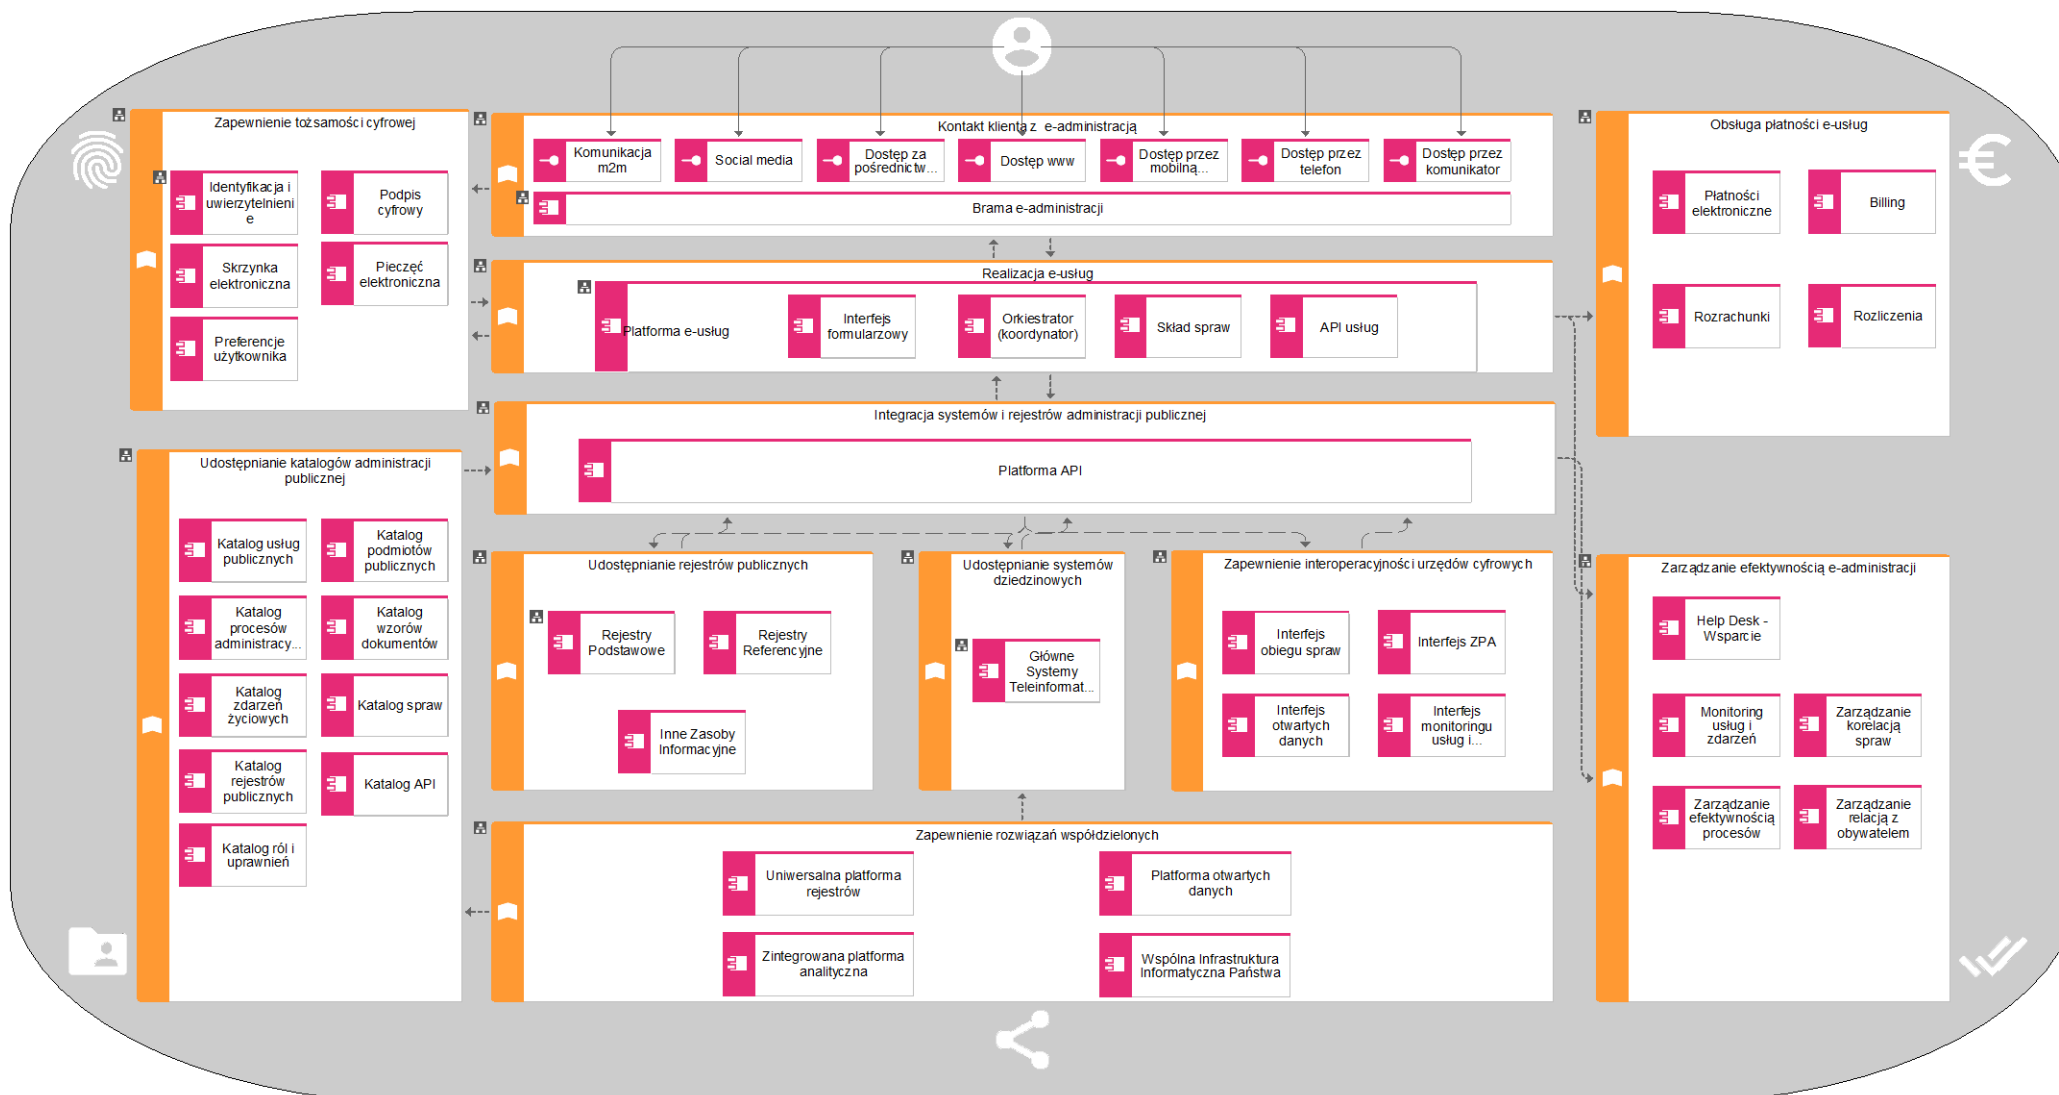 Zapewnienie tożsamości cyfrowej
Identyfikacja i
uwierzytelnieni
e
Podpis
cyfrowy
Skrzynka
elektroniczna
Pieczęć
elektroniczna
Preferencje
użytkownika
Kontakt klienta z e-administracją
Komunikacja
m2m
Social media
Dostęp za
pośrednictw...
Dostęp www
Dostęp przez
mobilną...
Dostęp przez
telefon
Dostęp przez
komunikator
Brama e-administracji
Obsługa płatności e-usług
Płatności
elektroniczne
Billing
Rozrachunki
Rozliczenia
Realizacja e-usług
Platforma e-usług
Interfejs
formularzowy
Orkiestrator
(koordynator)
Skład spraw
API usług
Integracja systemów i rejestrów administracji publicznej
Platforma API
Udostępnianie katalogów administracji
publicznej
Katalog usług
publicznych
Katalog
podmiotów
publicznych
Katalog
procesów
administracy...
Katalog
wzorów
dokumentów
Katalog
zdarzeń
życiowych
Katalog spraw
Katalog
rejestrów
publicznych
Katalog API
Katalog ról i
uprawnień
Udostępnianie rejestrów publicznych
Rejestry
Podstawowe
Rejestry
Referencyjne
Inne Zasoby
Informacyjne
Udostępnianie systemów
dziedzinowych
Główne
Systemy
Teleinformat...
Zapewnienie interoperacyjności urzędów cyfrowych
Interfejs
obiegu spraw
Interfejs ZPA
Interfejs
otwartych
danych
Interfejs
monitoringu
usług i...
Zarządzanie efektywnością e-administracji
Help Desk -
Wsparcie
Monitoring
usług i
zdarzeń
Zarządzanie
korelacją
spraw
Zarządzanie
efektywnością
procesów
Zarządzanie
relacją z
obywatelem
Zapewnienie rozwiązań współdzielonych
Uniwersalna platforma
rejestrów
Platforma otwartych
danych
Zintegrowana platforma
analityczna
Wspólna Infrastruktura
Informatyczna Państwa